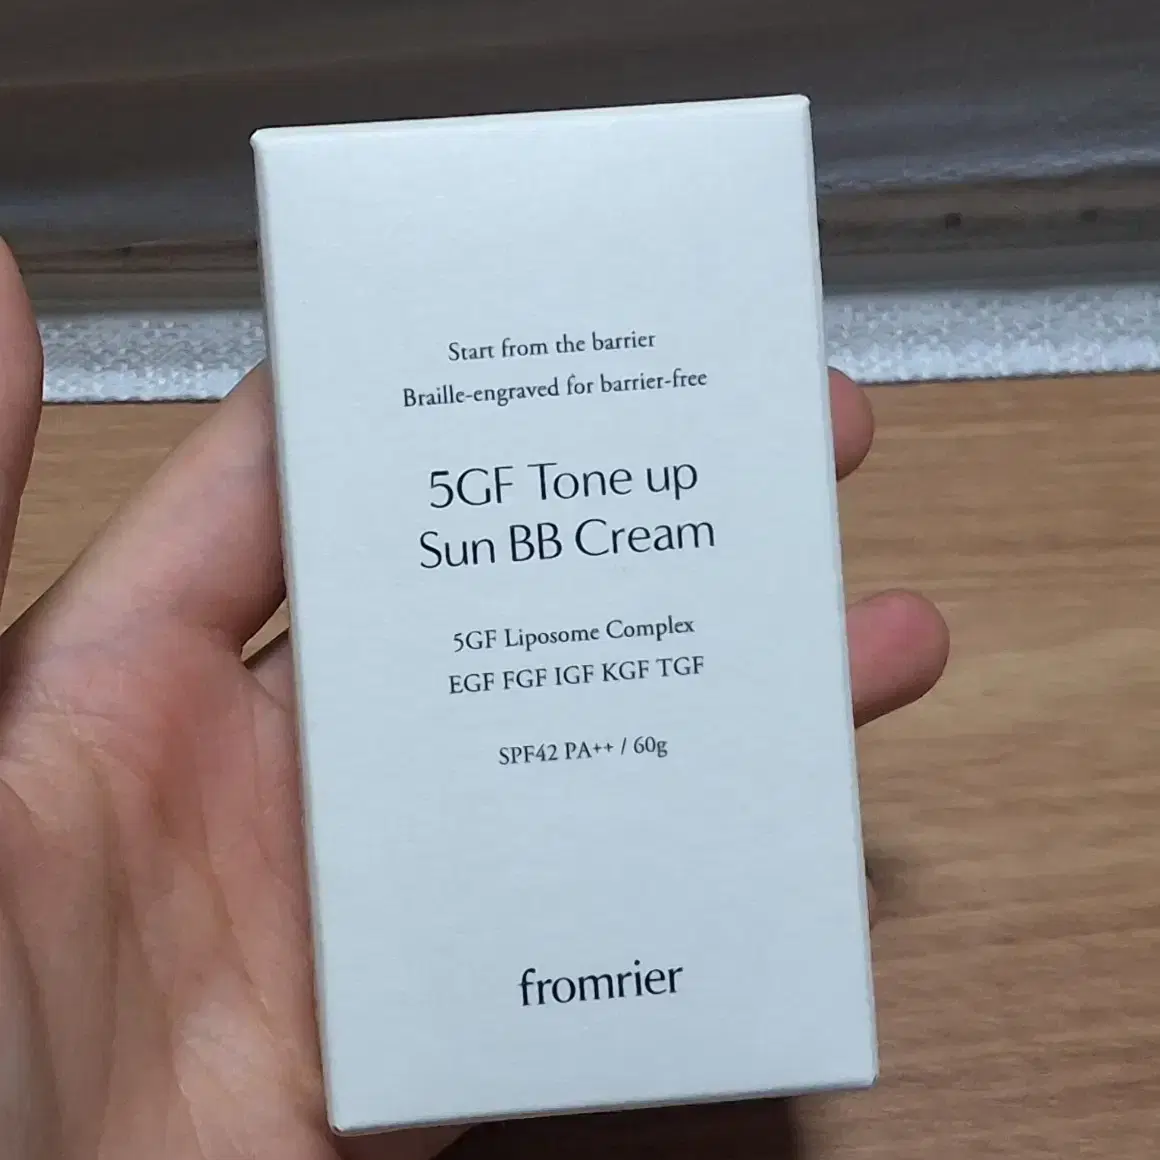 Start from the barrier
Braille-engraved for barrier-free
5GF Tone up
Sun BB Cream
5GF Liposome Complex
EGF FGF IGF KGF TGF
SPF42 PA++ / 60g
fromrier